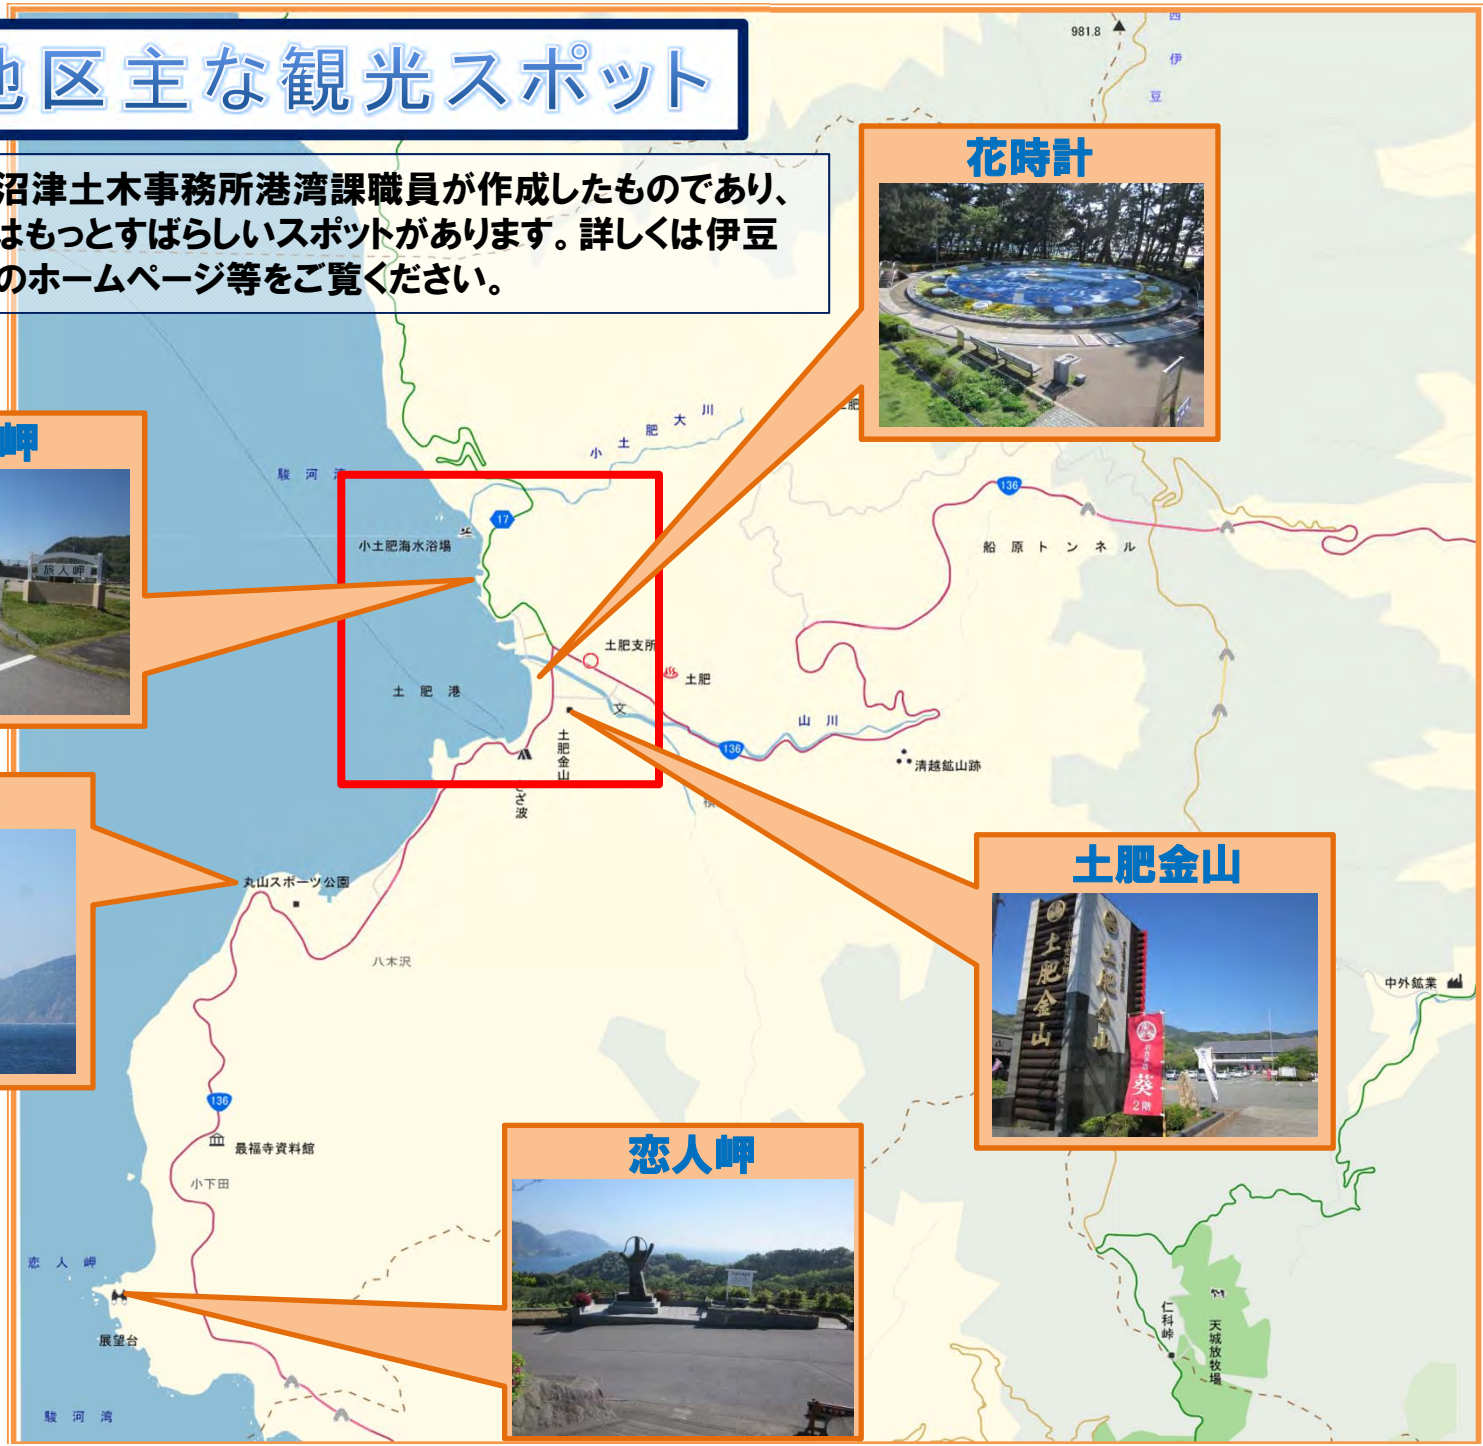 地区主な観光スポット
沼津土木事務所港湾課職員が作成したものであり、
はもっとすばらしいスポットがあります。詳しくは伊豆
のホームページ等をご覧ください。
981.8
西伊豆
花時計
岬
旅人岬
駿河湾
小土肥大川
17
小土肥海水浴場
136
船原トンネル
土肥支所
土肥
土肥港
文
山川
136
土肥金山
清越鉱山跡
さざ波
丸山スポーツ公園
八木沢
土肥金山
土肥金山
土肥金山
葵
2階
中外鉱業
136
最福寺資料館
小下田
恋人岬
恋人岬
展望台
駿河湾
仁科峠
天城放牧場